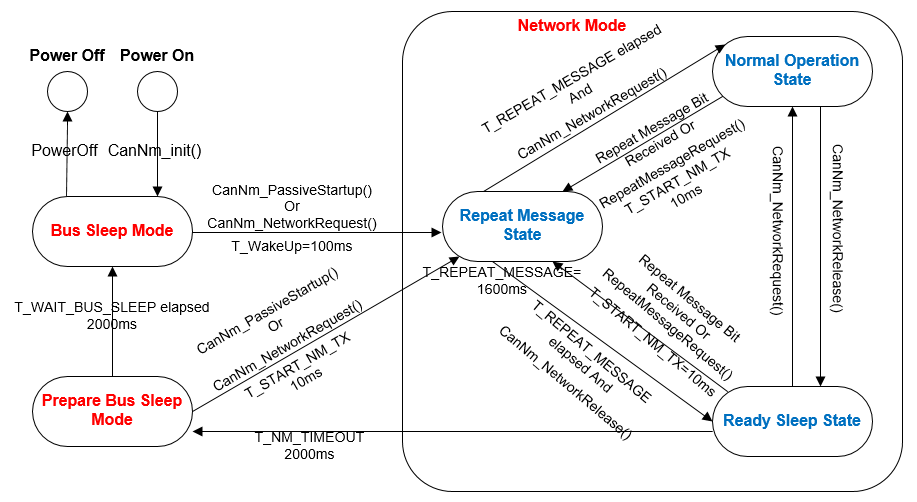 Network Mode
Power Off
Power On
PowerOff
CanNm_init()
T_REPEAT_MESSAGE elapsed
And
CanNm_NetworkRequest()
Normal Operation
State
Repeat Message Bit
Received Or
RepeatMessageRequest()
T_START_NM_TX
10ms
CanNm_NetworkRequest()
CanNm_NetworkRelease()
Bus Sleep Mode
CanNm_PassiveStartup()
Or
CanNm_NetworkRequest()
T_WakeUp=100ms
Repeat Message
State
T_REPEAT_MESSAGE=
1600ms
T_WAIT_BUS_SLEEP elapsed
2000ms
CanNm_PassiveStartup()
Or
CanNm_NetworkRequest()
T_START_NM_TX
10ms
Repeat Message Bit
Received Or
RepeatMessageRequest()
T_START_NM_TX=10ms
T_REPEAT_MESSAGE
elapsed And
CanNm_NetworkRelease()
Prepare Bus Sleep
Mode
Ready Sleep State
T_NM_TIMEOUT
2000ms